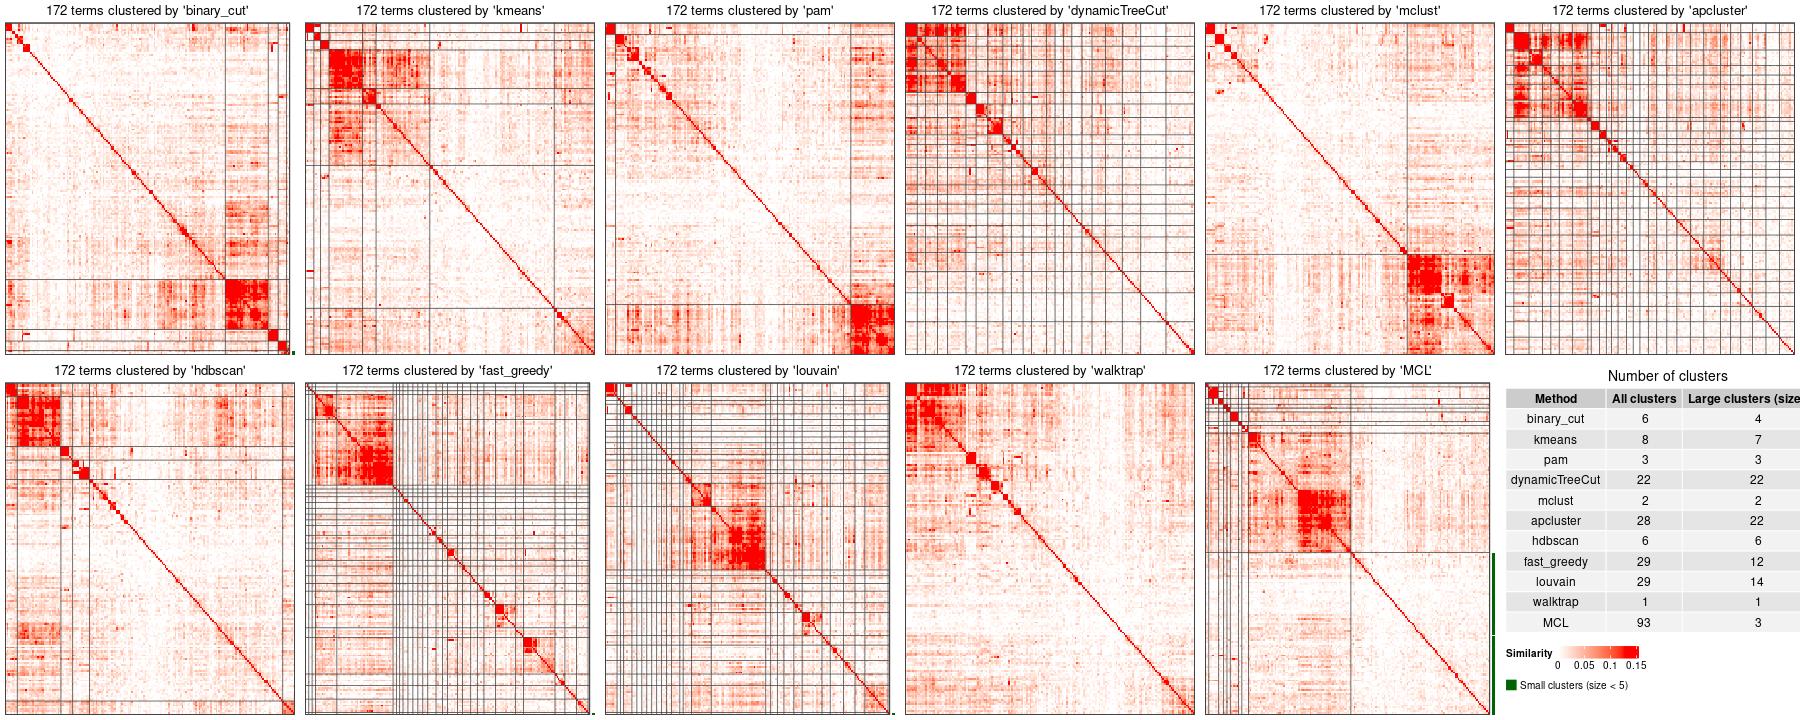 172 terms clustered by 'binary_cut'
172 terms clustered by 'kmeans'
172 terms clustered by 'pam'
172 terms clustered by 'dynamicTreeCut'
172 terms clustered by 'mclust'
172 terms clustered by 'apcluster'
172 terms clustered by 'hdbscan'
172 terms clustered by 'fast_greedy'
172 terms clustered by 'louvain'
172 terms clustered by 'walktrap'
172 terms clustered by 'MCL'
Number of clusters
Method All clusters Large clusters (size
binary_cut 6 4
kmeans 8 7
pam 3 3
dynamicTreeCut 22 22
mclust 2 2
apcluster 28 22
hdbscan 6 6
fast_greedy 29 12
louvain 29 14
walktrap 1 1
MCL 93 3
Similarity
0 0.05 0.1 0.15
Small clusters (size < 5)